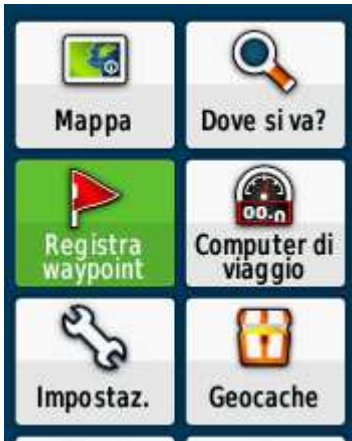 Mappa
Dove si va?
Registra
waypoint
00.0
Computer di
viaggio
Impostaz.
Geocache